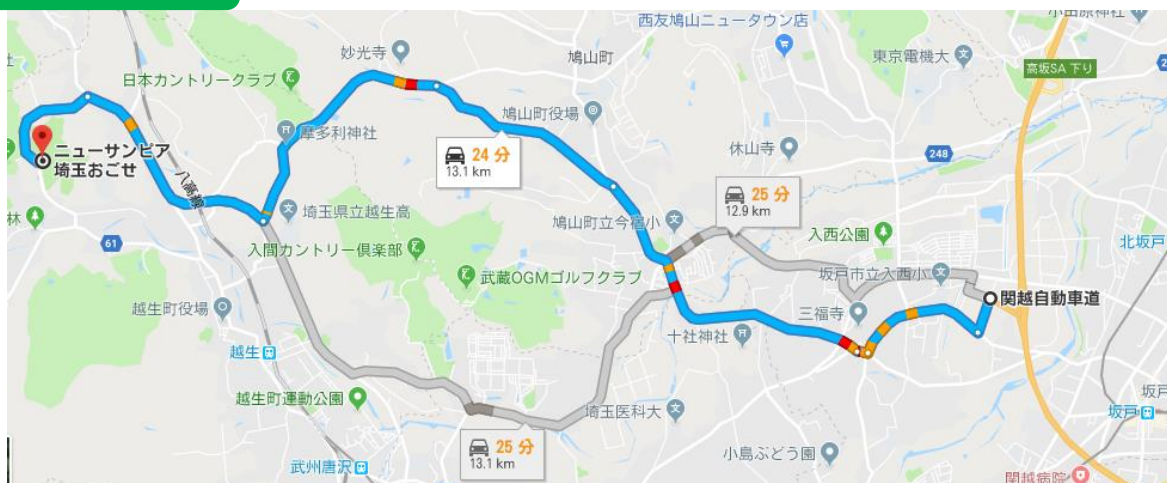 西友鳩山ニュータウン店
小田原神社
妙光寺
鳩山町
東京電機大
高坂SA 下り
日本カントリークラブ
鳩山町役場
摩多利神社
24 分
13.1 km
休山寺
248
ニューサンピア
埼玉おごせ
八高線
25 分
12.9 km
林
埼玉県立越生高
鳩山町立今宿小
入西公園
61
入間カントリー倶楽部
北坂戸
武蔵OGMゴルフクラブ
坂戸市立入西小
関越自動車道
越生町役場
三福寺
十社神社
越生
越生町運動公園
埼玉医科大
坂戸
25 分
13.1 km
小島ぶどう園
武州唐沢
関越病院